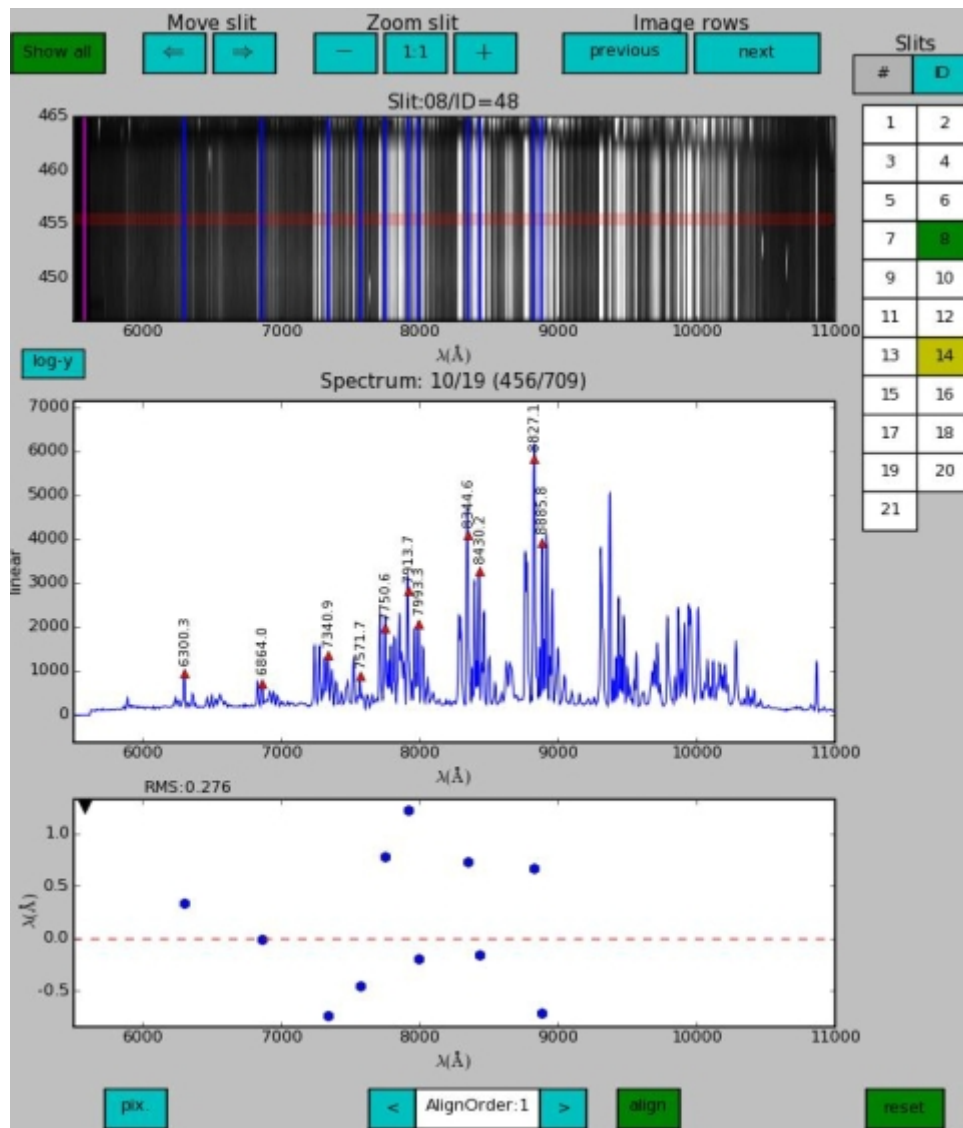 Move slit Zoom slit Image rows
Show all ⇐ ⇒ − 1:1 + previous next
Slits
# ID
Slit:08/ID=48
465
460
455
450
6000 7000 8000 9000 10000 11000
λ(Å)
1 2
3 4
5 6
7 8
9 10
11 12
13 14
15 16
17 18
19 20
21
log-y
Spectrum: 10/19 (456/709)
linear
7000
6000
5000
4000
3000
2000
1000
0
6300.3
6864.0
7340.9
7571.7
7750.6
7913.7
7993.3
8344.6
8430.2
8827.1
8885.8
6000 7000 8000 9000 10000 11000
λ(Å)
RMS:0.276
λ(Å)
1.0
0.5
0.0
-0.5
6000 7000 8000 9000 10000 11000
λ(Å)
pix. < AlignOrder:1 > align reset